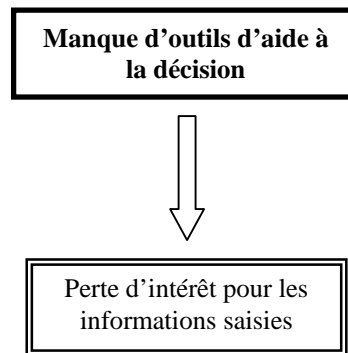 Manque d’outils d’aide à
la décision
Perte d’intérêt pour les
informations saisies